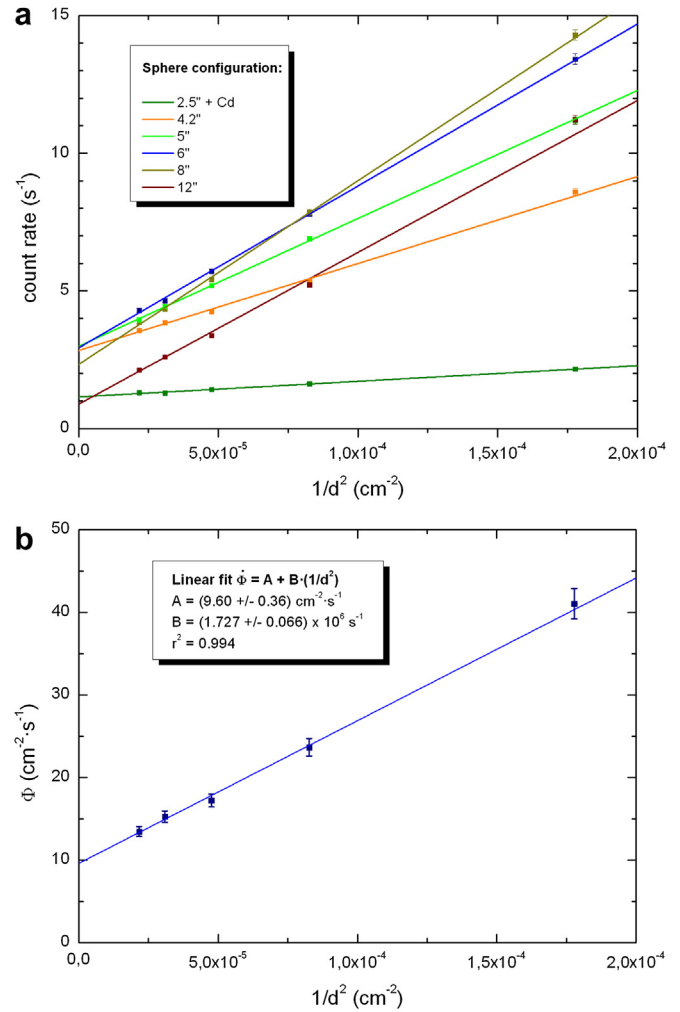 a
15
10
5
0
count rate (s⁻¹)
Sphere configuration:
2.5" + Cd
4.2"
5"
6"
8"
12"
0,0
5,0x10⁻⁵
1,0x10⁻⁴
1,5x10⁻⁴
2,0x10⁻⁴
1/d² (cm⁻²)
b
50
40
30
20
10
0
Φ (cm⁻²·s⁻¹)
Linear fit Φ̇ = A + B·(1/d²)
A = (9.60 +/- 0.36) cm⁻²·s⁻¹
B = (1.727 +/- 0.066) x 10⁶ s⁻¹
r² = 0.994
0,0
5,0x10⁻⁵
1,0x10⁻⁴
1,5x10⁻⁴
2,0x10⁻⁴
1/d² (cm⁻²)